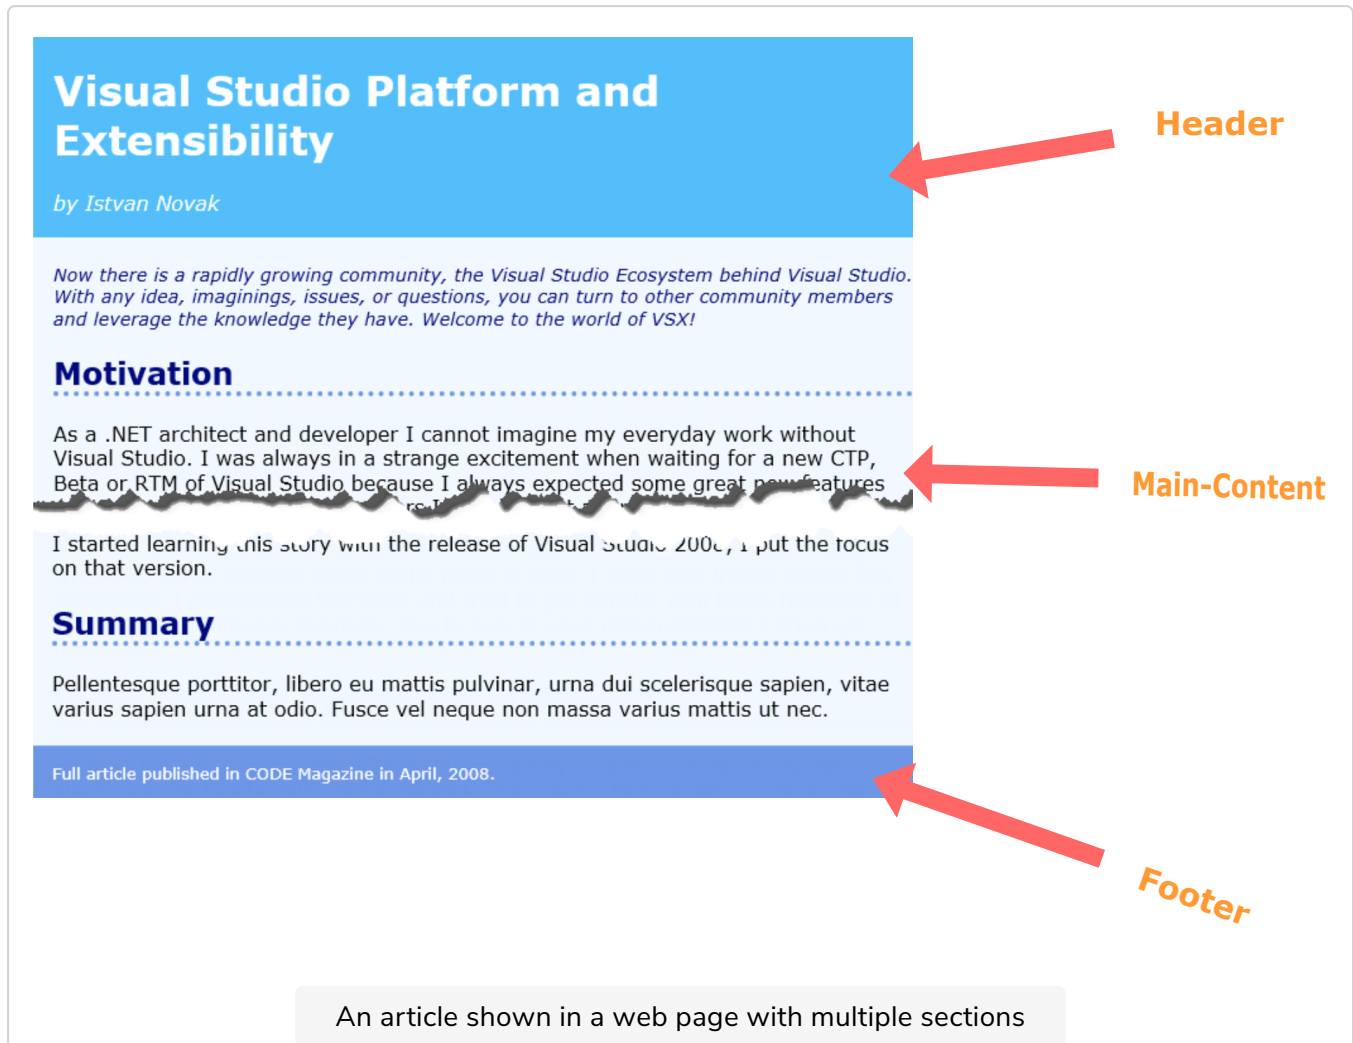 Visual Studio Platform and
Extensibility
Header
by Istvan Novak
Now there is a rapidly growing community, the Visual Studio Ecosystem behind Visual Studio.
With any idea, imaginings, issues, or questions, you can turn to other community members
and leverage the knowledge they have. Welcome to the world of VSX!
Motivation
As a .NET architect and developer I cannot imagine my everyday work without
Visual Studio. I was always in a strange excitement when waiting for a new CTP,
Beta or RTM of Visual Studio because I always expected some great new features
Main-Content
I started learning this story with the release of Visual Studio 2008, I put the focus
on that version.
Summary
Pellentesque porttitor, libero eu mattis pulvinar, urna dui scelerisque sapien, vitae
varius sapien urna at odio. Fusce vel neque non massa varius mattis ut nec.
Full article published in CODE Magazine in April, 2008.
Footer
An article shown in a web page with multiple sections